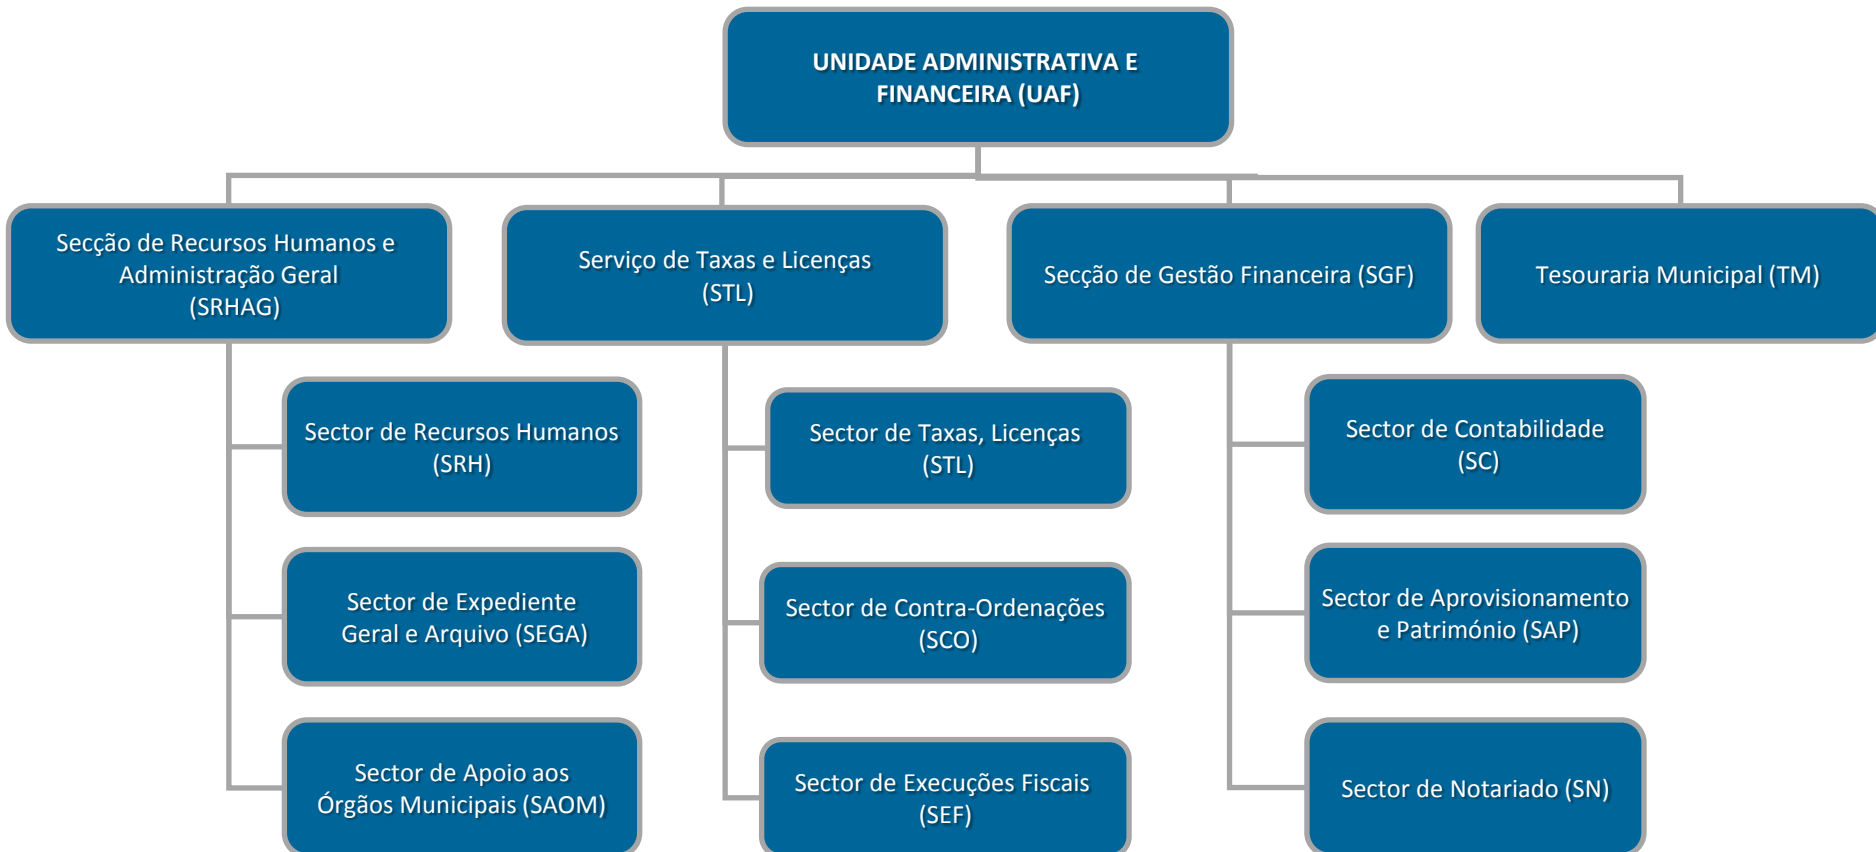 UNIDADE ADMINISTRATIVA E
FINANCEIRA (UAF)
Secção de Recursos Humanos e
Administração Geral
(SRHAG)
Serviço de Taxas e Licenças
(STL)
Secção de Gestão Financeira (SGF)
Tesouraria Municipal (TM)
Sector de Recursos Humanos
(SRH)
Sector de Expediente
Geral e Arquivo (SEGA)
Sector de Apoio aos
Órgãos Municipais (SAOM)
Sector de Taxas, Licenças
(STL)
Sector de Contra-Ordenações
(SCO)
Sector de Execuções Fiscais
(SEF)
Sector de Contabilidade
(SC)
Sector de Aprovisionamento
e Património (SAP)
Sector de Notariado (SN)